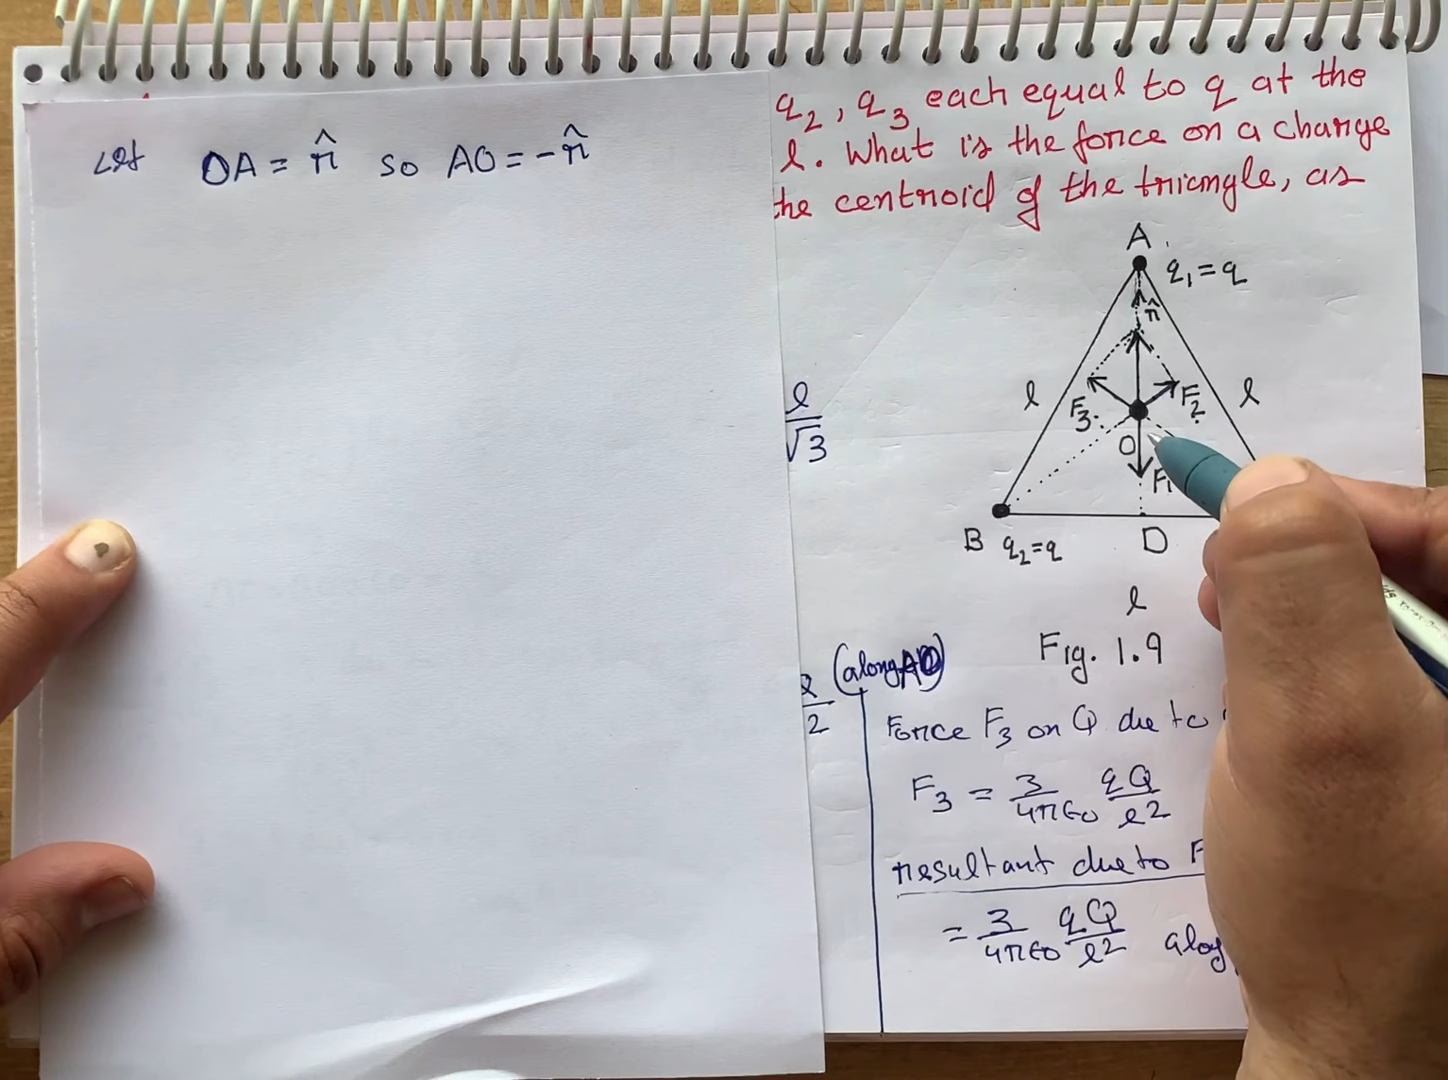 Let OA = r̂ so AO = -r̂
q₂, q₃ each equal to q at the
l. What is the force on a charge
the centroid of the triangle, as
A
q₁ = q
r̂
l
F₃
F₂
l
O
F₁
B q₂=q
D
l
Fig. 1.9
l/√3
(along AO)
2
Force F₃ on Q due to
F₃ = 3/4πε₀ qQ/l²
resultant due to F
= 3/4πε₀ qQ/l² alog